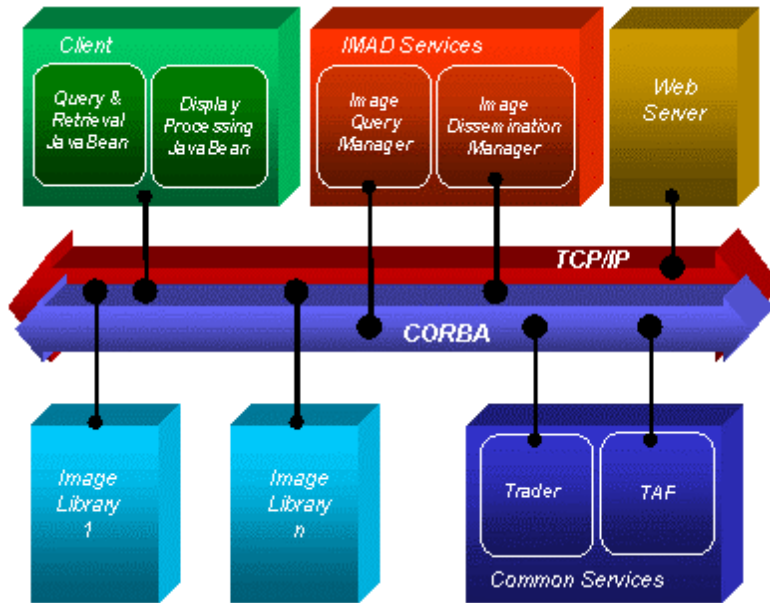 Client
Query &
Retrieval
JavaBean
Display
Processing
JavaBean
IMAD Services
Image
Query
Manager
Image
Dissemination
Manager
Web
Server
TCP/IP
CORBA
Image
Library
1
Image
Library
n
Trader
TAF
Common Services